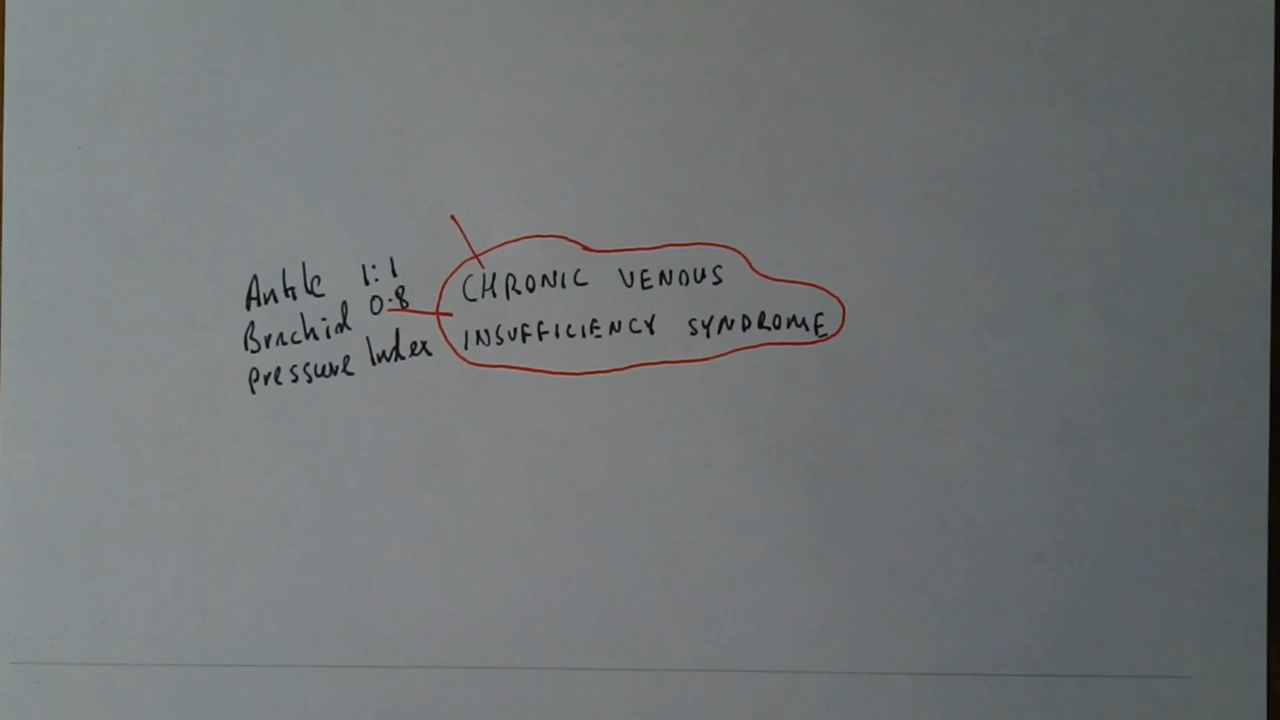 Ankle 1:1
Brachial 0.8
pressure Index
CHRONIC VENOUS
INSUFFICIENCY SYNDROME